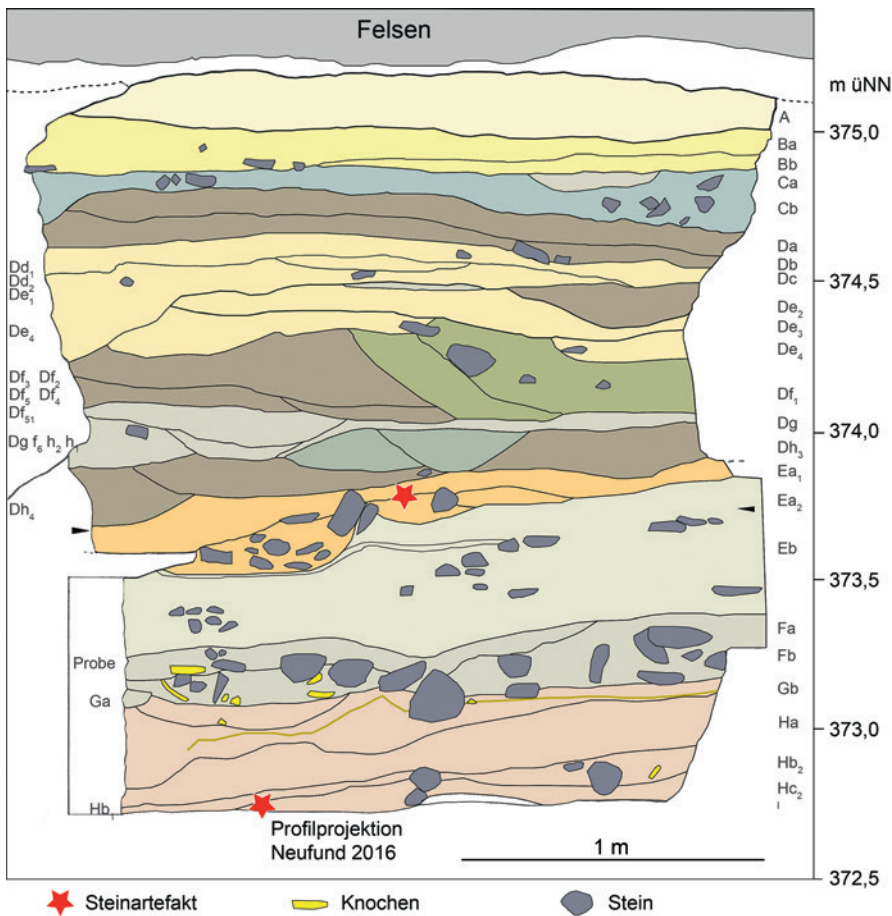 Felsen
m üNN
A
375,0
Ba
Bb
Ca
Cb
Da
Db
Dc
374,5
Dd₁
Dd₂
De₁
De₂
De₃
De₄
De₄
Df₃ Df₂
Df₅ Df₄
Df₅₁
Df₁
Dg
374,0
Dg f₆ h₂ h₁
Dh₃
Ea₁
Dh₄
Ea₂
Eb
373,5
Fa
Probe
Fb
Ga
Gb
Ha
373,0
Hb₂
Hc₂
Hb₁
Profilprojektion
Neufund 2016
1 m
372,5
Steinartefakt
Knochen
Stein